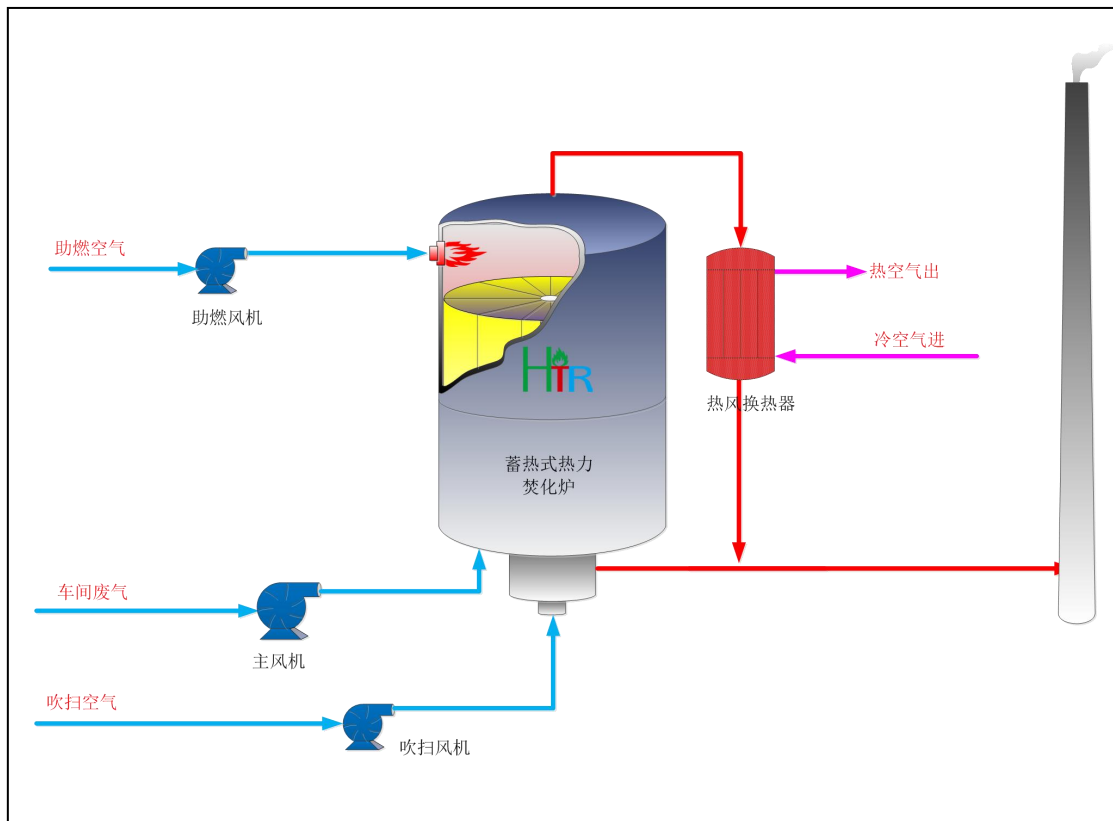 助燃空气
助燃风机
热空气出
冷空气进
热风换热器
HTR
蓄热式热力
焚化炉
车间废气
主风机
吹扫空气
吹扫风机